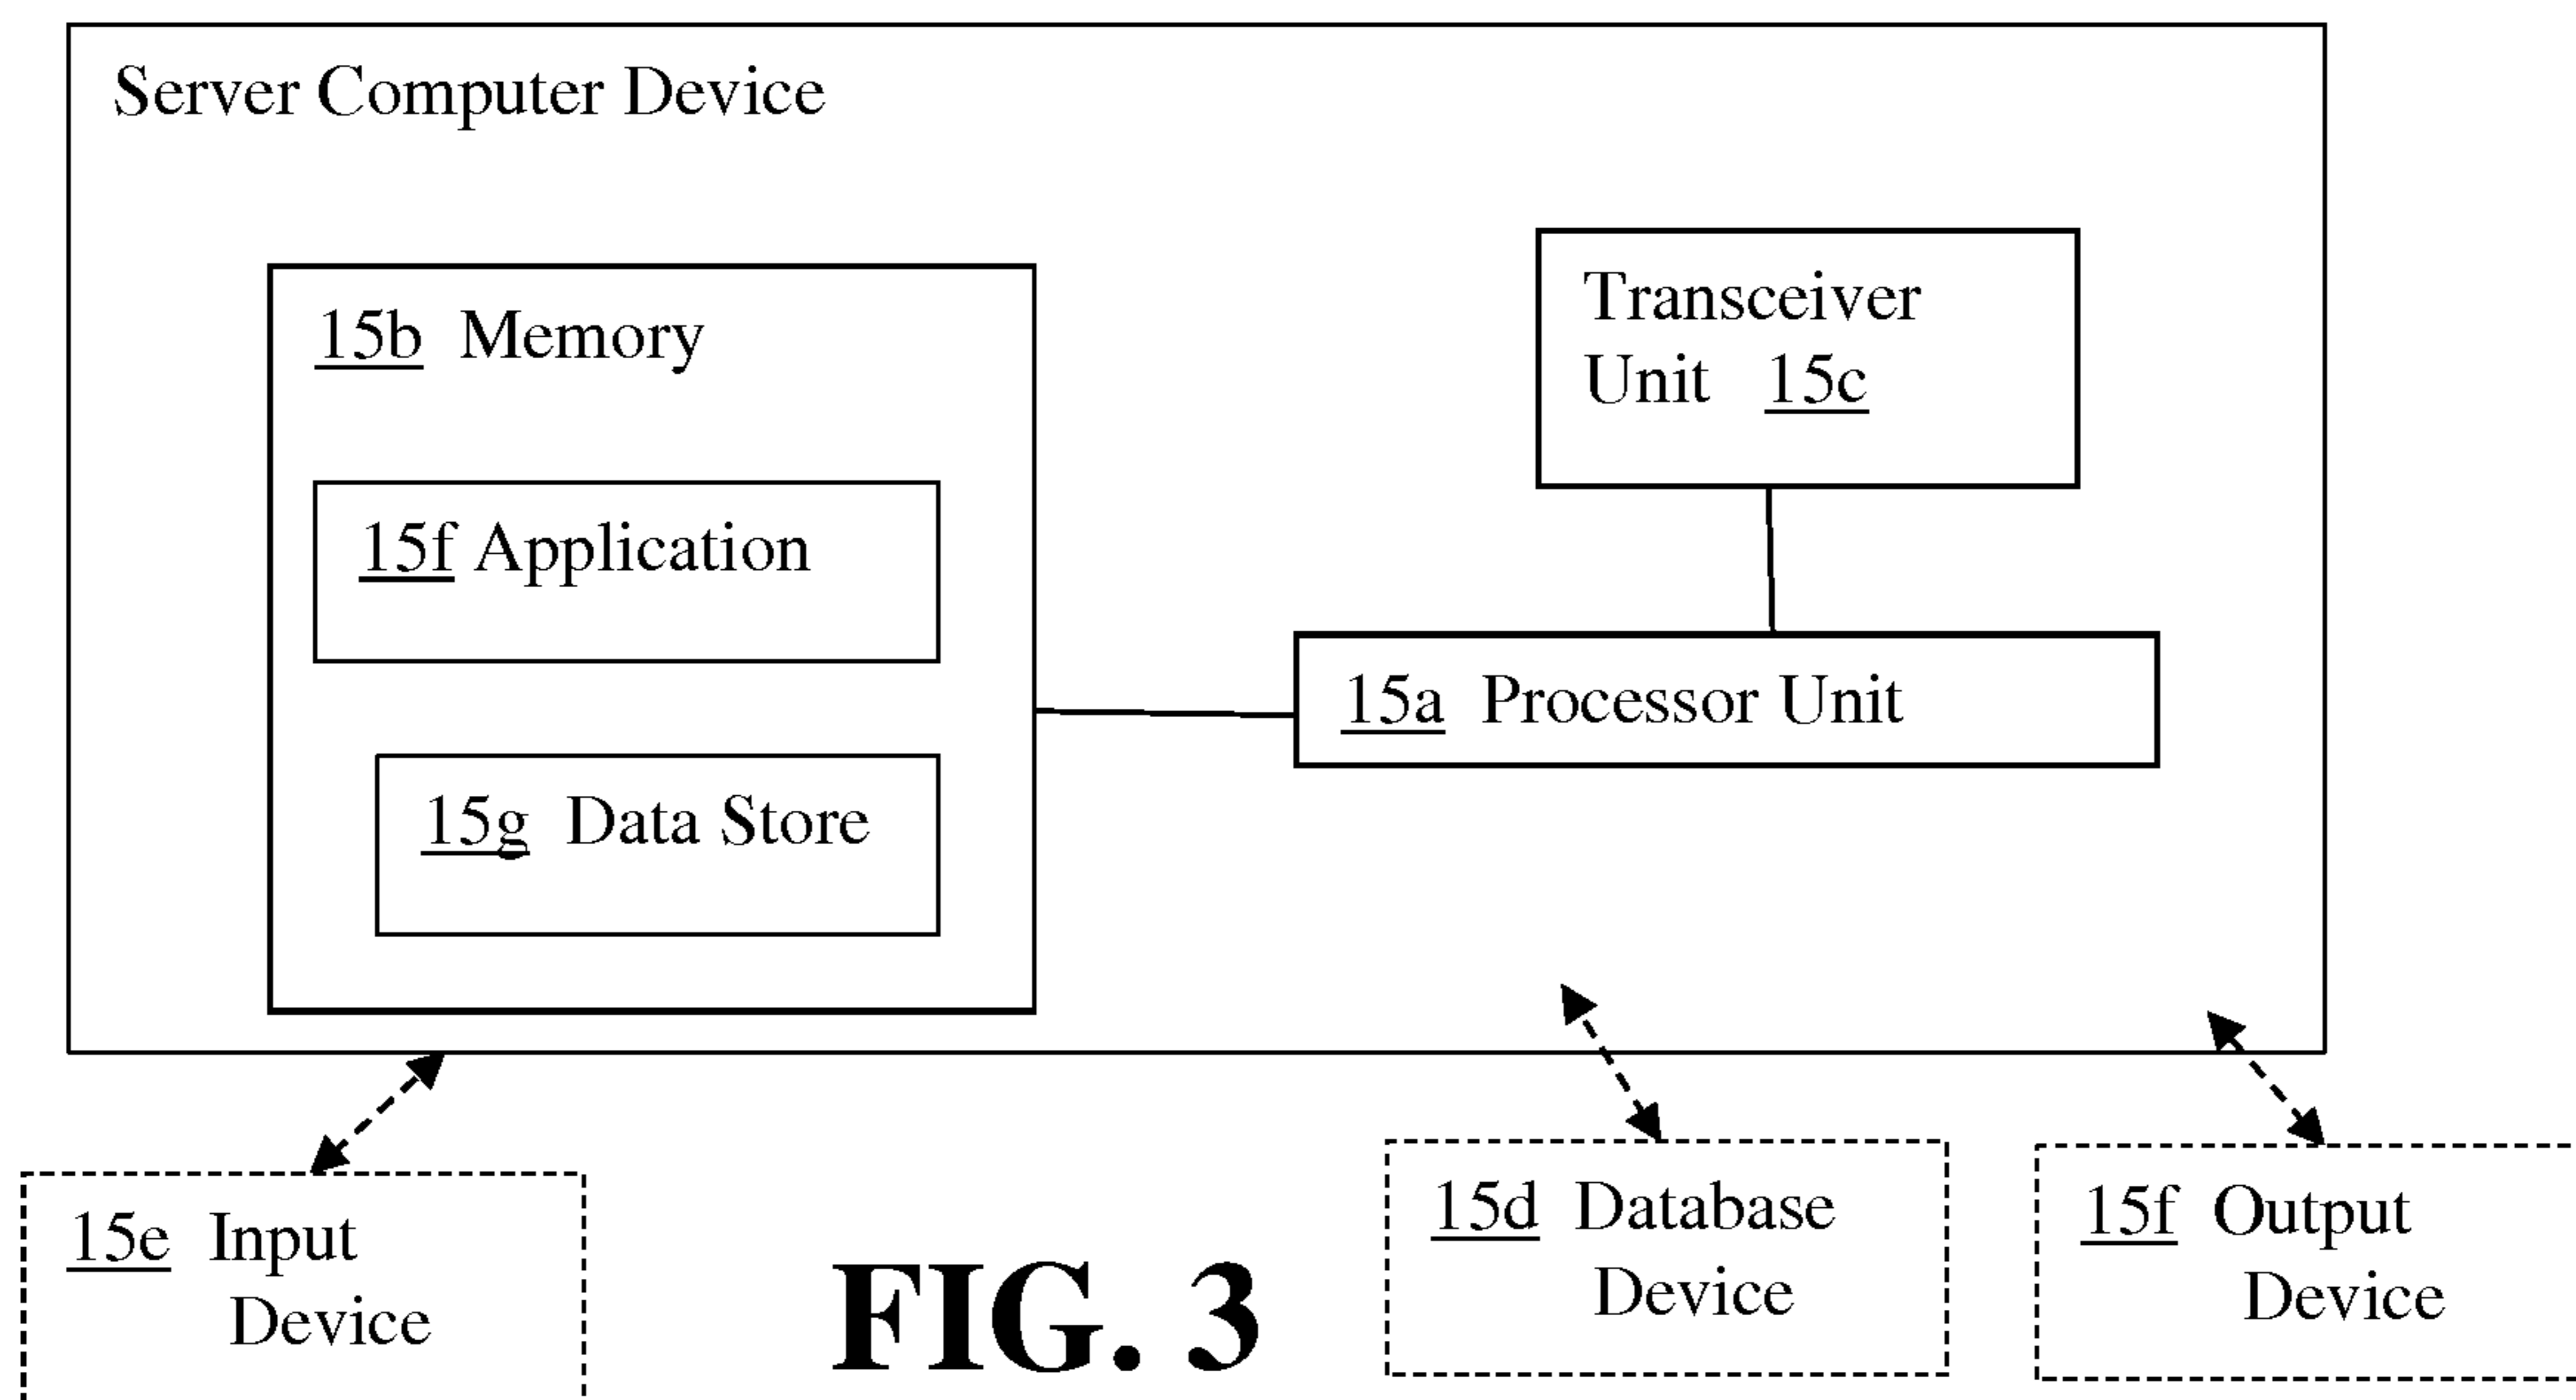 Server Computer Device
15b Memory
Transceiver
Unit 15c
15f Application
15a Processor Unit
15g Data Store
15e Input
Device
FIG. 3
15d Database
Device
15f Output
Device